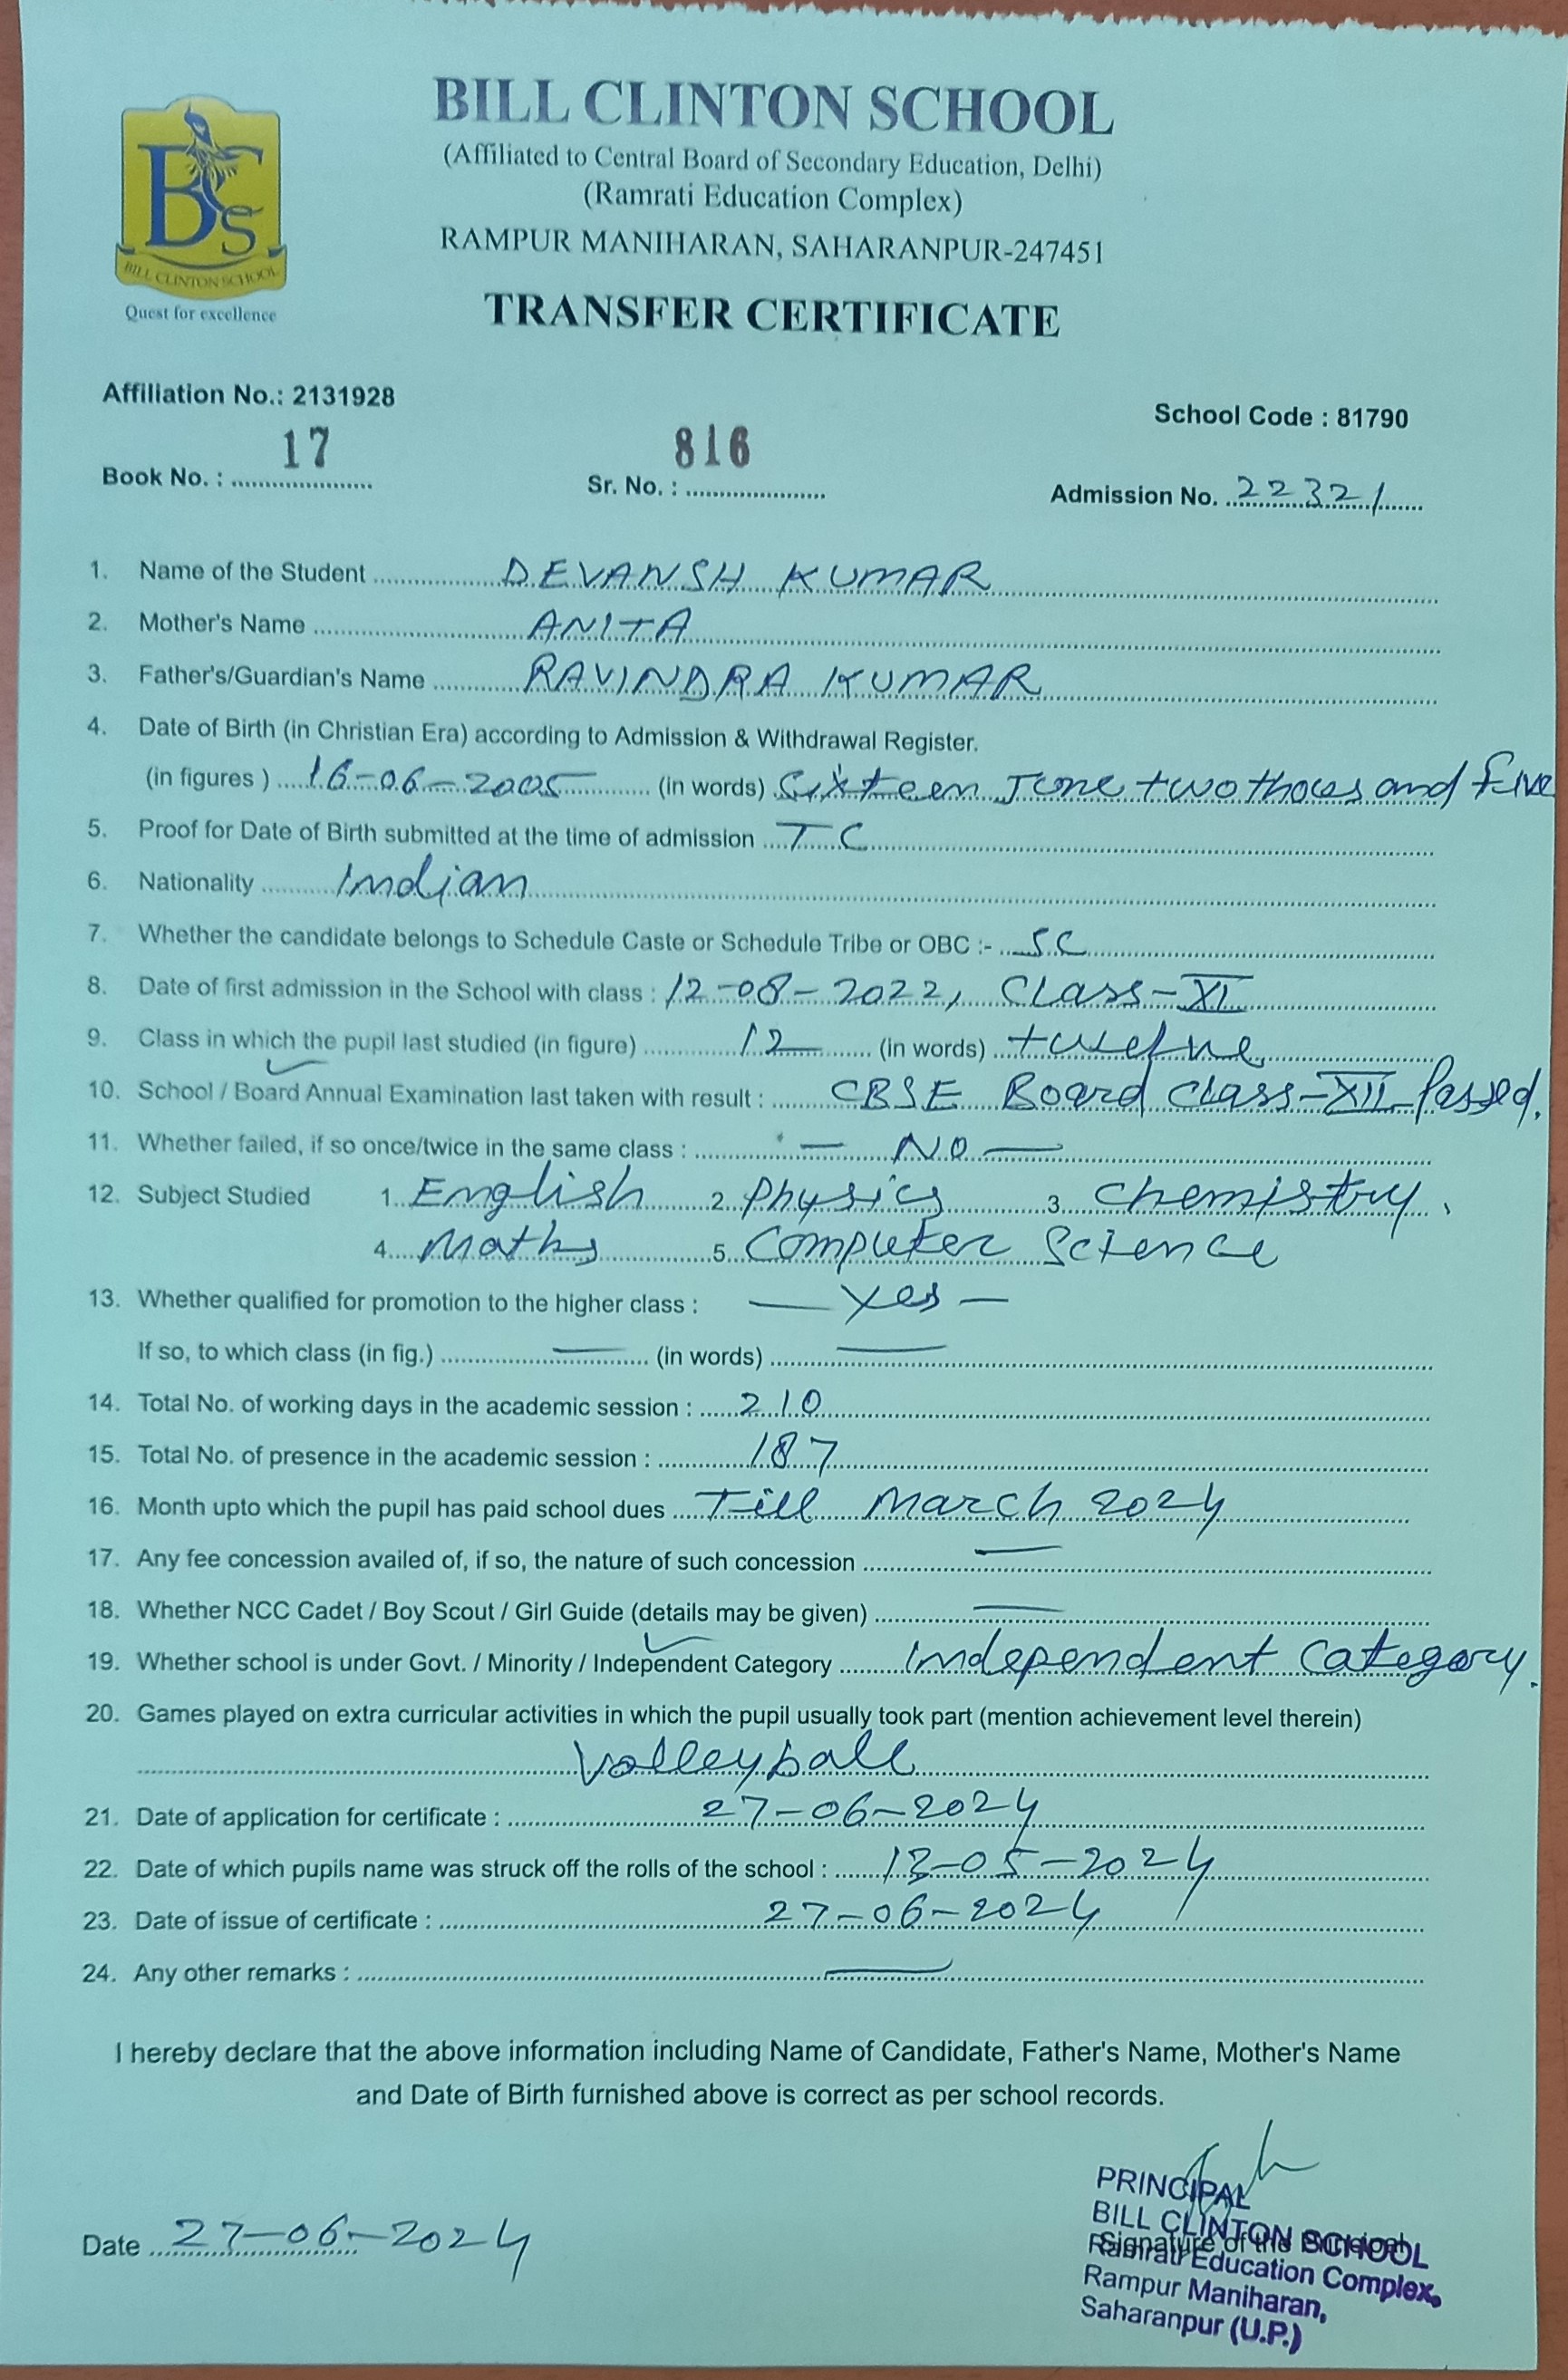 BILL CLINTON SCHOOL
(Affiliated to Central Board of Secondary Education, Delhi)
(Ramrati Education Complex)
RAMPUR MANIHARAN, SAHARANPUR-247451
BCS
BILL CLINTON SCHOOL
Quest for excellence
TRANSFER CERTIFICATE
Affiliation No.: 2131928
School Code : 81790
Book No. : 17 Sr. No. : 816 Admission No. 22321
1. Name of the Student DEVANSH KUMAR
2. Mother's Name ANITA
3. Father's/Guardian's Name RAVINDRA KUMAR
4. Date of Birth (in Christian Era) according to Admission & Withdrawal Register.
(in figures ) 16-06-2005 (in words) Sixteen June two thousand five
5. Proof for Date of Birth submitted at the time of admission T C
6. Nationality Indian
7. Whether the candidate belongs to Schedule Caste or Schedule Tribe or OBC :- SC
8. Date of first admission in the School with class : 12-08-2022, Class-XI
9. Class in which the pupil last studied (in figure) 12 (in words) twelve
10. School / Board Annual Examination last taken with result : CBSE Board Class-XII Passed.
11. Whether failed, if so once/twice in the same class : — NO —
12. Subject Studied 1. English 2. Physics 3. Chemistry.
4. Maths 5. Computer Science
13. Whether qualified for promotion to the higher class : — Yes —
If so, to which class (in fig.) — (in words) —
14. Total No. of working days in the academic session : 210
15. Total No. of presence in the academic session : 187
16. Month upto which the pupil has paid school dues Till March 2024
17. Any fee concession availed of, if so, the nature of such concession —
18. Whether NCC Cadet / Boy Scout / Girl Guide (details may be given) —
19. Whether school is under Govt. / Minority / Independent Category Independent Category.
20. Games played on extra curricular activities in which the pupil usually took part (mention achievement level therein)
Volleyball
21. Date of application for certificate : 27-06-2024
22. Date of which pupils name was struck off the rolls of the school : 13-05-2024
23. Date of issue of certificate : 27-06-2024
24. Any other remarks : —
I hereby declare that the above information including Name of Candidate, Father's Name, Mother's Name
and Date of Birth furnished above is correct as per school records.
Date 27-06-2024
PRINCIPAL
BILL CLINTON SCHOOL
Signature of the Principal
Ramrati Education Complex,
Rampur Maniharan,
Saharanpur (U.P.)